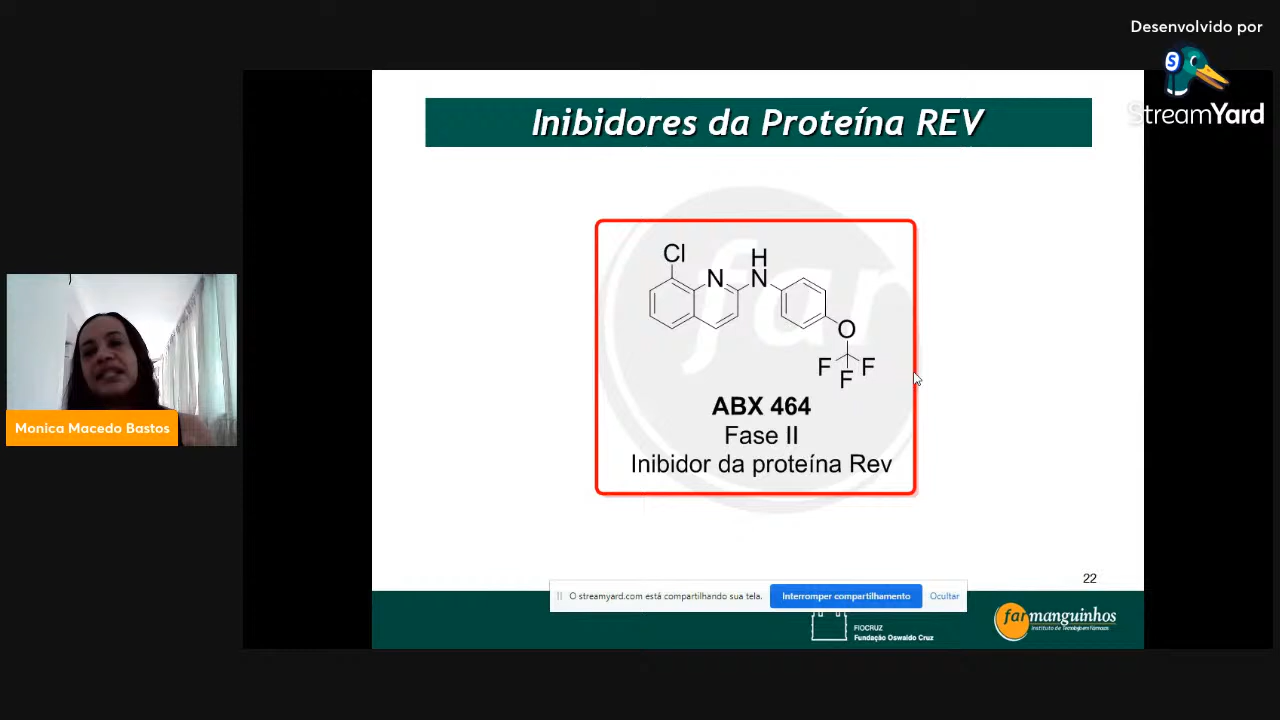 Desenvolvido por
StreamYard
Inibidores da Proteína REV
Cl
N
H
N
O
F
F
F
ABX 464
Fase II
Inibidor da proteína Rev
Monica Macedo Bastos
22
O streamyard.com está compartilhando sua tela.
Interromper compartilhamento
Ocultar
FIOCRUZ
Fundação Oswaldo Cruz
farmanguinhos
Instituto de Tecnologia em Fármacos
far